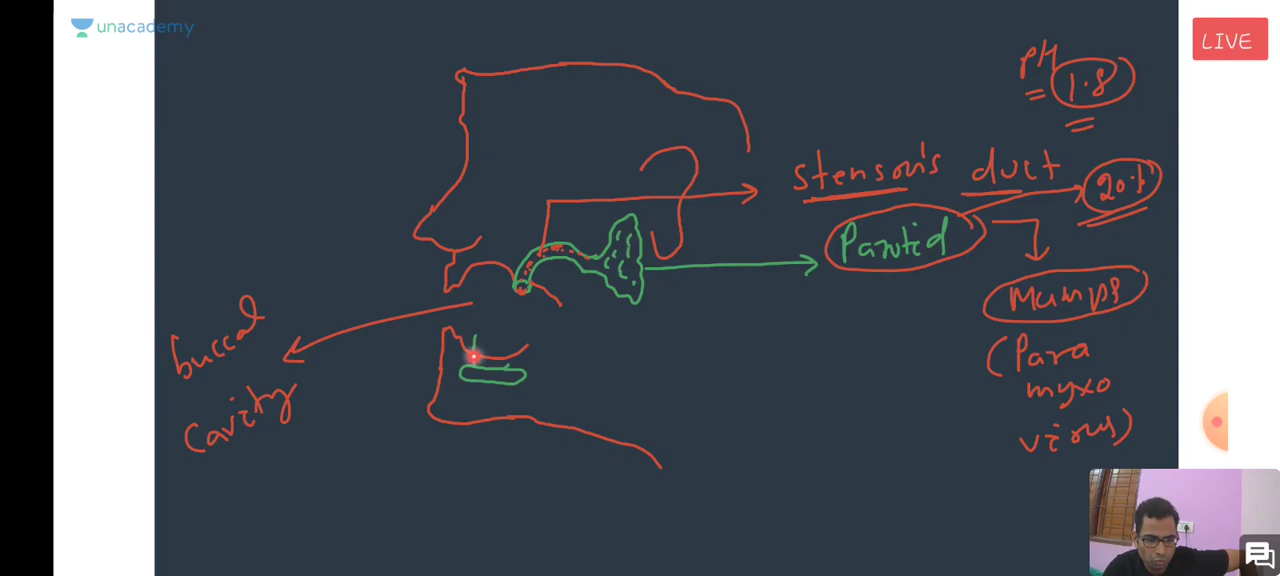 unacademy
LIVE
pH
1.8
Stenson's duct
20%
Parotid
Mumps
(Para
myxo
virus)
buccal
cavity